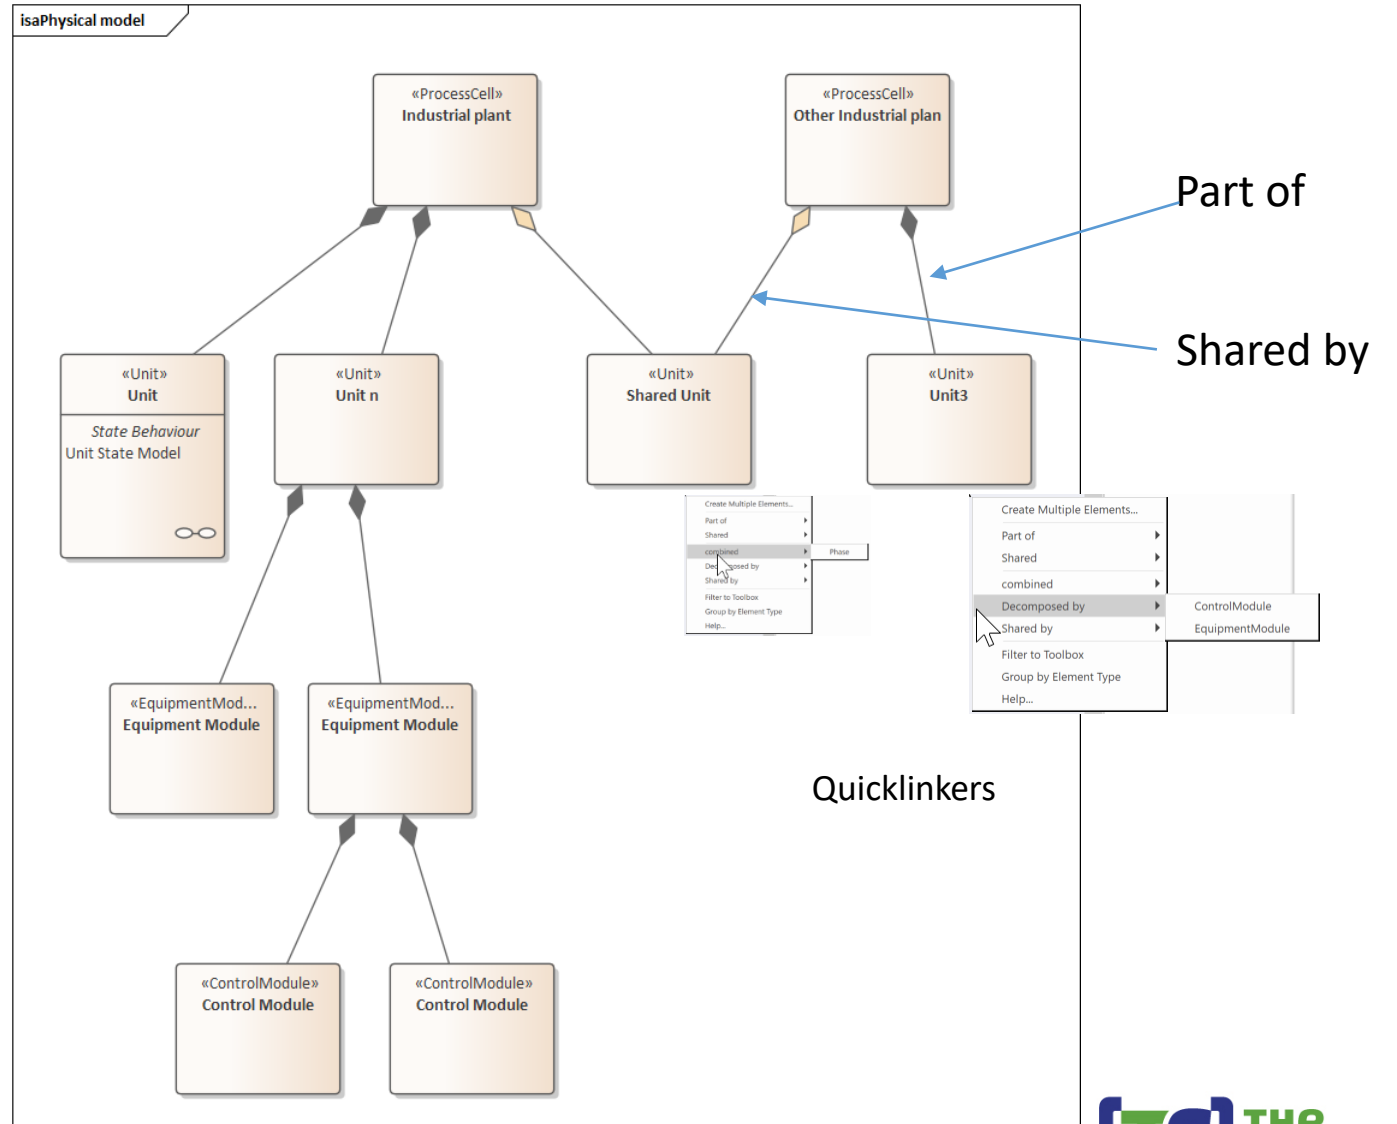 isaPhysical model
«ProcessCell»
Industrial plant
«ProcessCell»
Other Industrial plan
Part of
Shared by
«Unit»
Unit
State Behaviour
Unit State Model
«Unit»
Unit n
«Unit»
Shared Unit
«Unit»
Unit3
Create Multiple Elements...
Part of
Shared
combined
Phase
Decomposed by
Shared by
Filter to Toolbox
Group by Element Type
Help...
Create Multiple Elements...
Part of
Shared
combined
Decomposed by
ControlModule
Shared by
EquipmentModule
Filter to Toolbox
Group by Element Type
Help...
«EquipmentMod...
Equipment Module
«EquipmentMod...
Equipment Module
Quicklinkers
«ControlModule»
Control Module
«ControlModule»
Control Module
THE